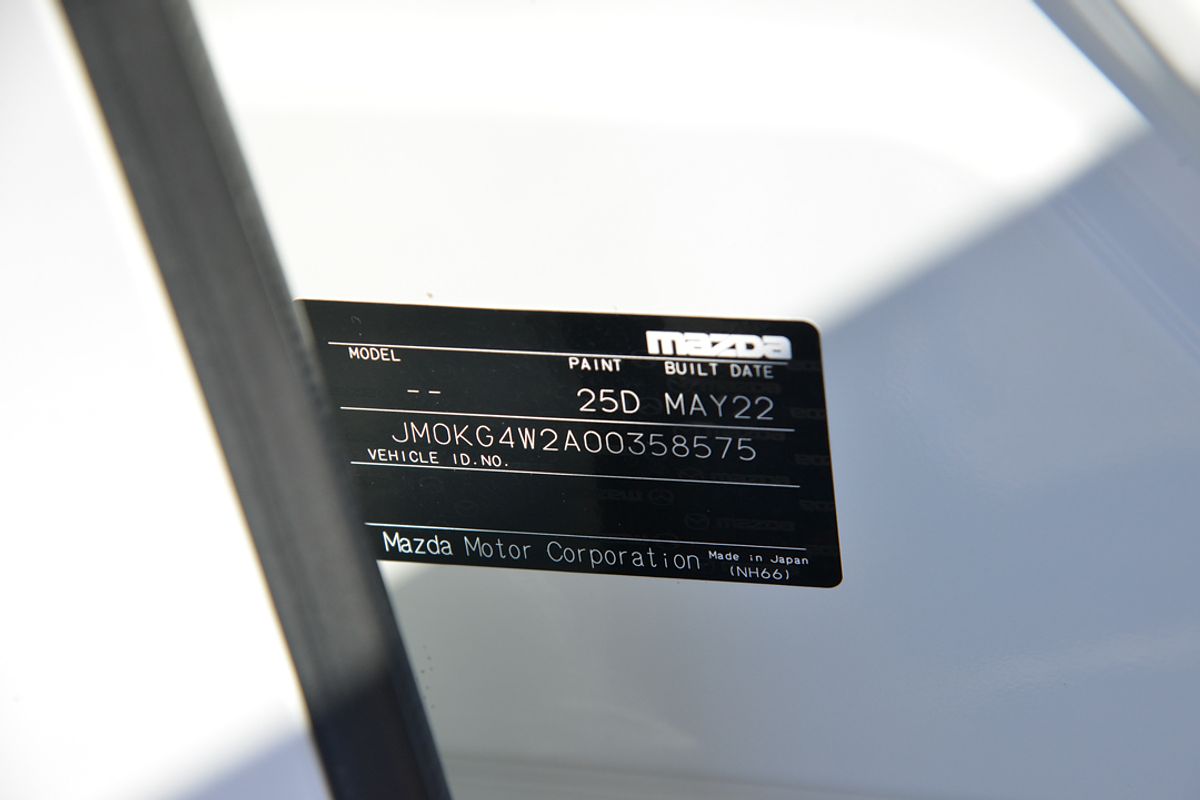 mazda
MODEL PAINT BUILT DATE
-- 25D MAY22
JM0KG4W2A00358575
VEHICLE ID.NO.
Mazda Motor Corporation Made in Japan
(NH66)